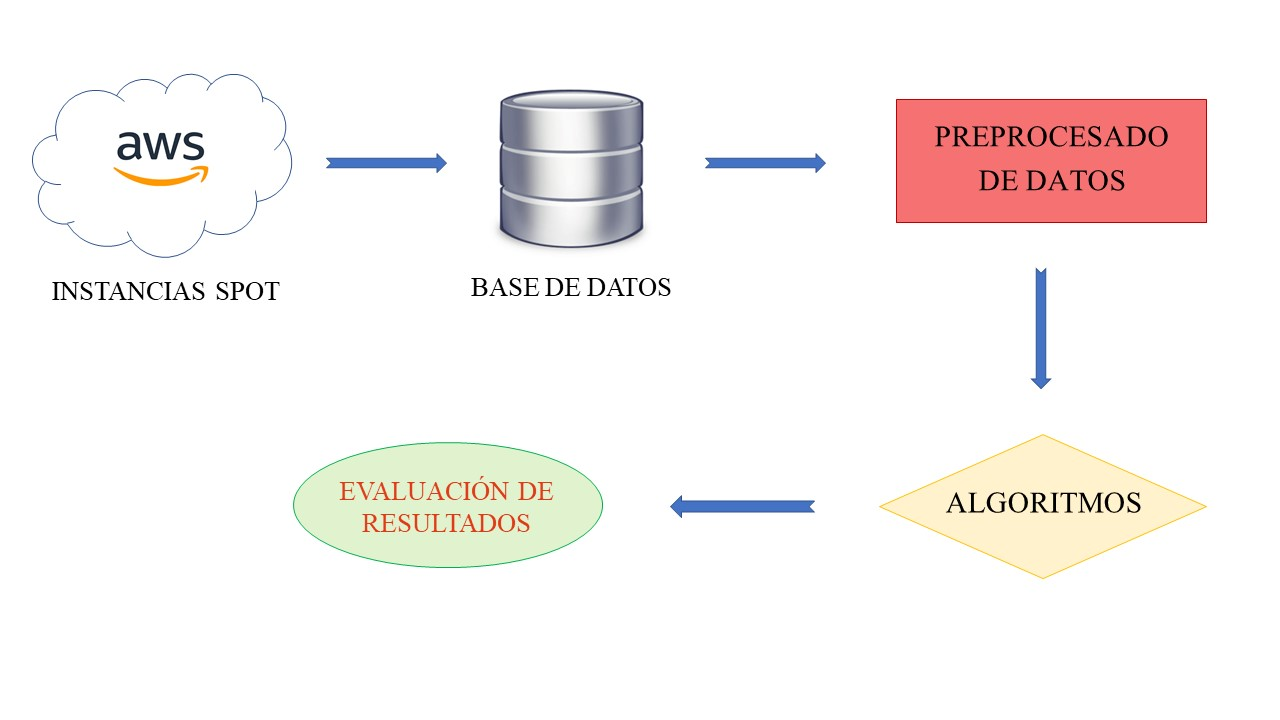 aws
INSTANCIAS SPOT
BASE DE DATOS
PREPROCESADO
DE DATOS
ALGORITMOS
EVALUACIÓN DE
RESULTADOS